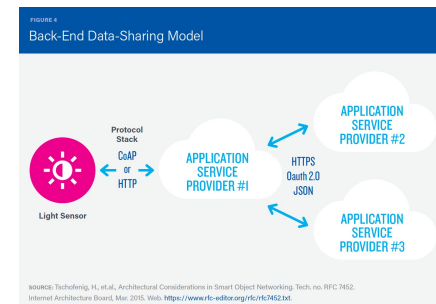 FIGURE 4
Back-End Data-Sharing Model
Protocol
Stack
CoAP
or
HTTP
Light Sensor
APPLICATION
SERVICE
PROVIDER #1
HTTPS
Oauth 2.0
JSON
APPLICATION
SERVICE
PROVIDER #2
APPLICATION
SERVICE
PROVIDER #3
SOURCE: Tschofenig, H., et.al., Architectural Considerations in Smart Object Networking. Tech. no. RFC 7452.
Internet Architecture Board, Mar. 2015. Web. https://www.rfc-editor.org/rfc/rfc7452.txt.